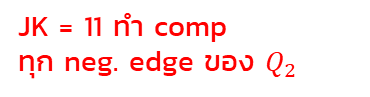 JK = 11 ทำ comp
ทุก neg. edge ของ Q₂